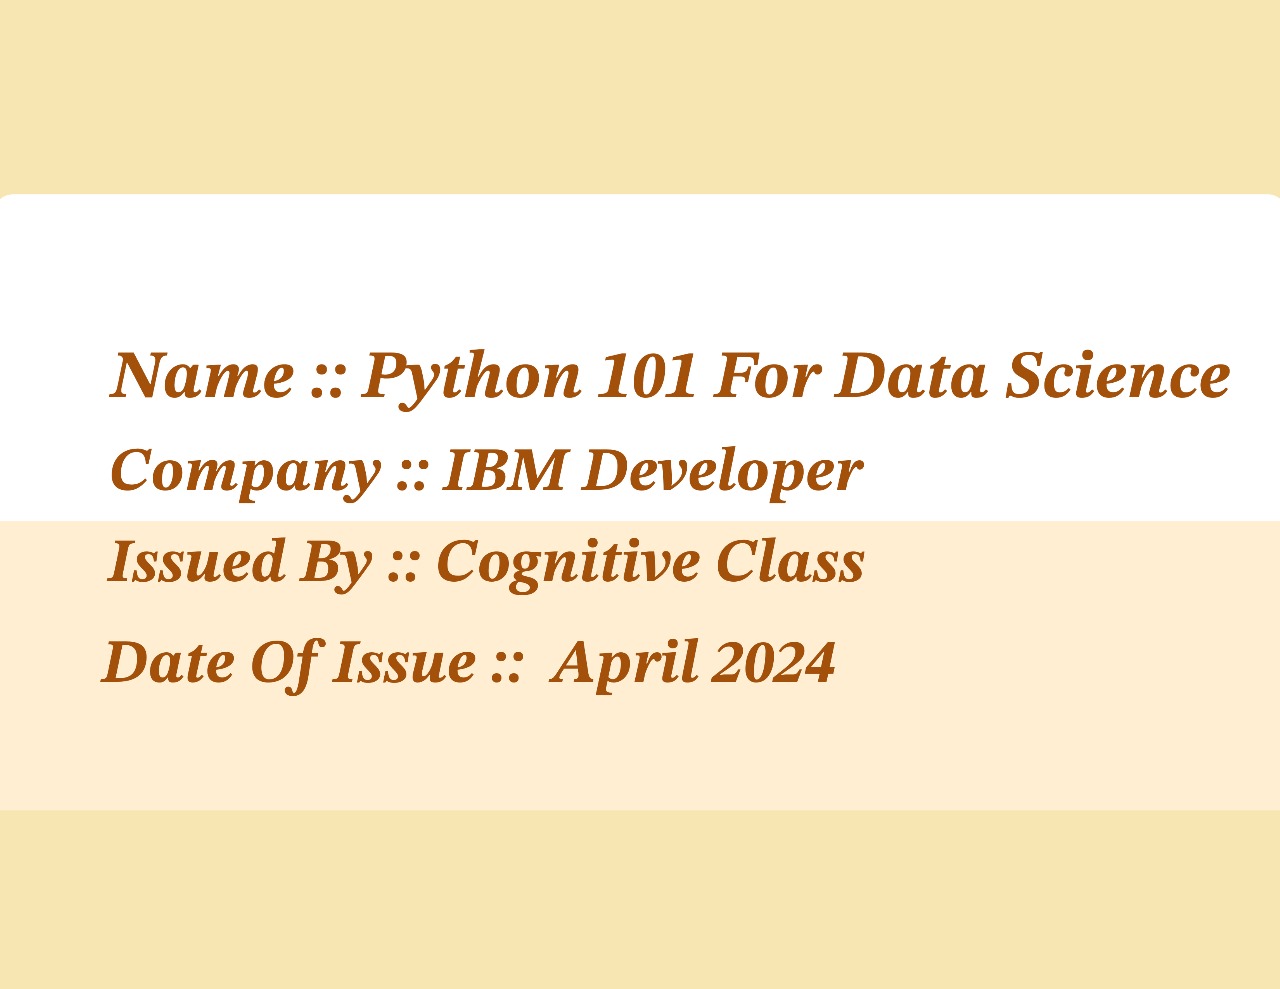 Name :: Python 101 For Data Science
Company :: IBM Developer
Issued By :: Cognitive Class
Date Of Issue :: April 2024